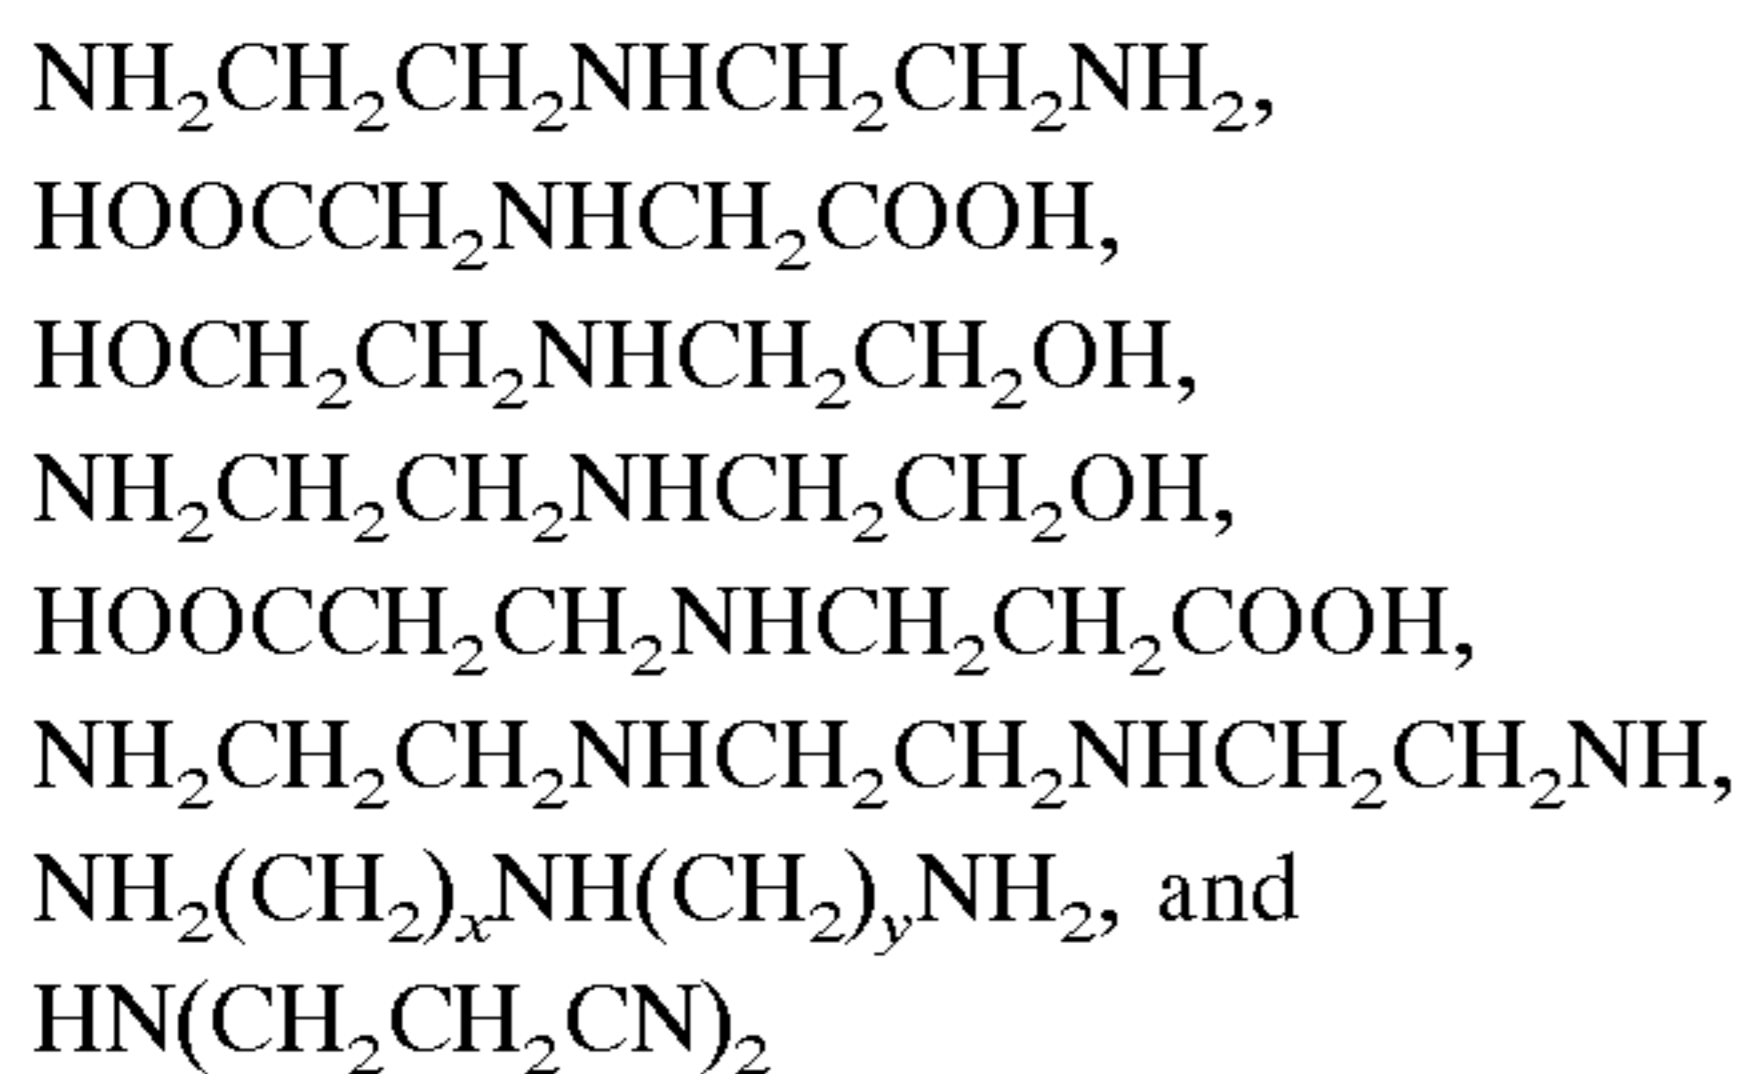 NH₂CH₂CH₂NHCH₂CH₂NH₂,
HOOCCH₂NHCH₂COOH,
HOCH₂CH₂NHCH₂CH₂OH,
NH₂CH₂CH₂NHCH₂CH₂OH,
HOOCCH₂CH₂NHCH₂CH₂COOH,
NH₂CH₂CH₂NHCH₂CH₂NHCH₂CH₂NH,
NH₂(CH₂)ₓNH(CH₂)yNH₂, and
HN(CH₂CH₂CN)₂